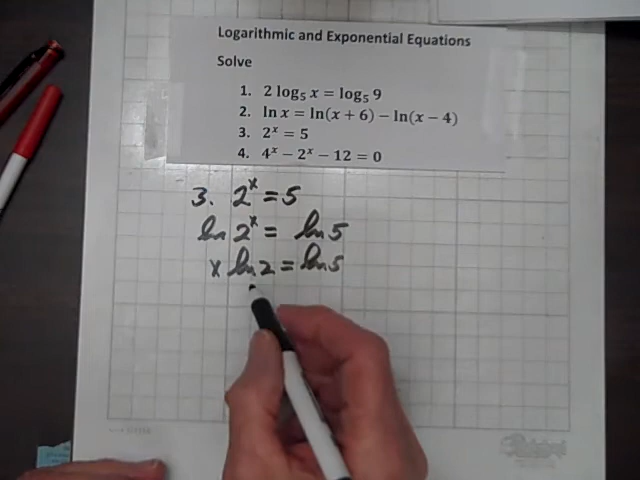 Logarithmic and Exponential Equations
Solve
1. 2 log₅ x = log₅ 9
2. ln x = ln(x + 6) − ln(x − 4)
3. 2ˣ = 5
4. 4ˣ − 2ˣ − 12 = 0
3. 2ˣ = 5
ln 2ˣ = ln 5
x ln 2 = ln 5